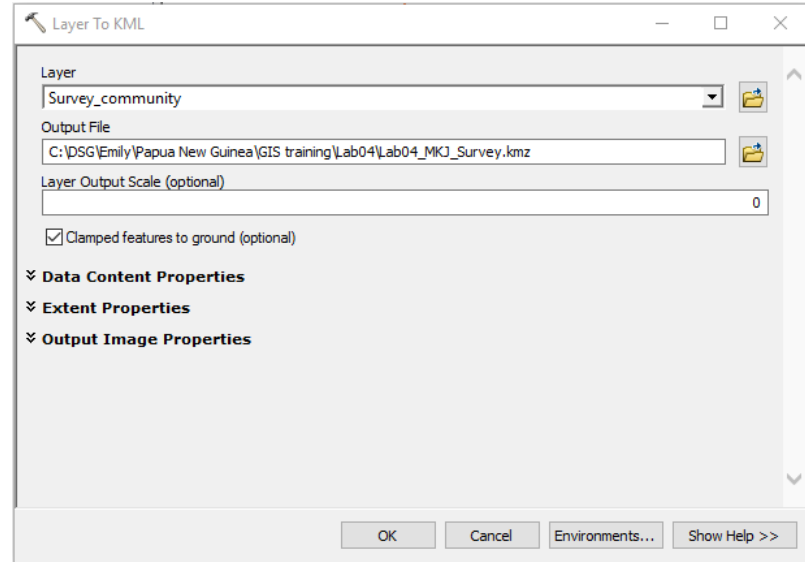 Layer To KML
Layer
Survey_community
Output File
C:\DSG\Emily\Papua New Guinea\GIS training\Lab04\Lab04_MKJ_Survey.kmz
Layer Output Scale (optional)
0
Clamped features to ground (optional)
Data Content Properties
Extent Properties
Output Image Properties
OK Cancel Environments... Show Help >>